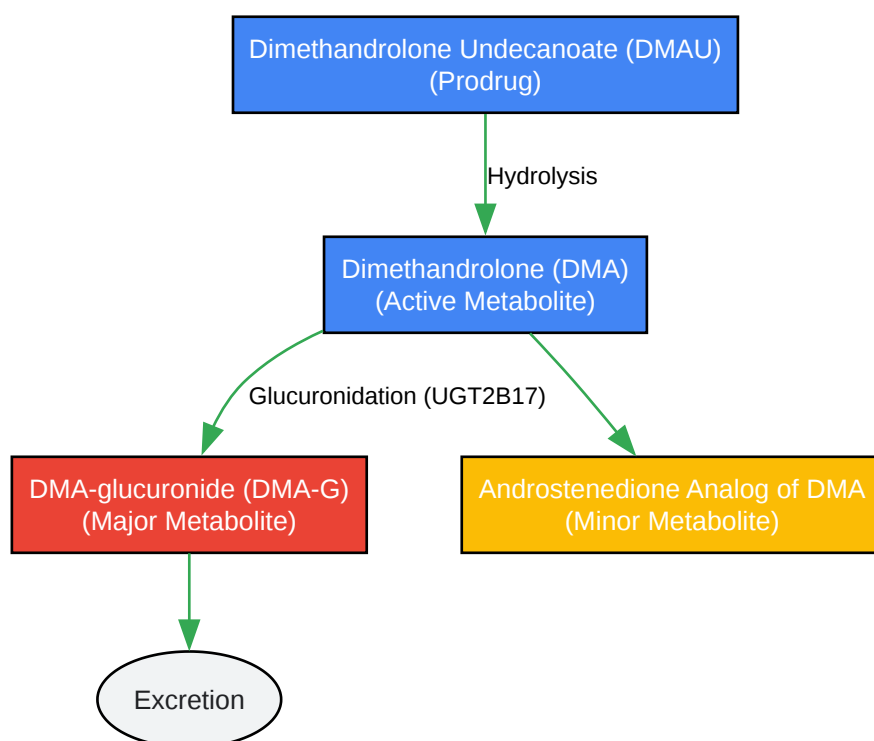 Dimethandrolone Undecanoate (DMAU)
(Prodrug)
Hydrolysis
Dimethandrolone (DMA)
(Active Metabolite)
Glucuronidation (UGT2B17)
DMA-glucuronide (DMA-G)
(Major Metabolite)
Androstenedione Analog of DMA
(Minor Metabolite)
Excretion